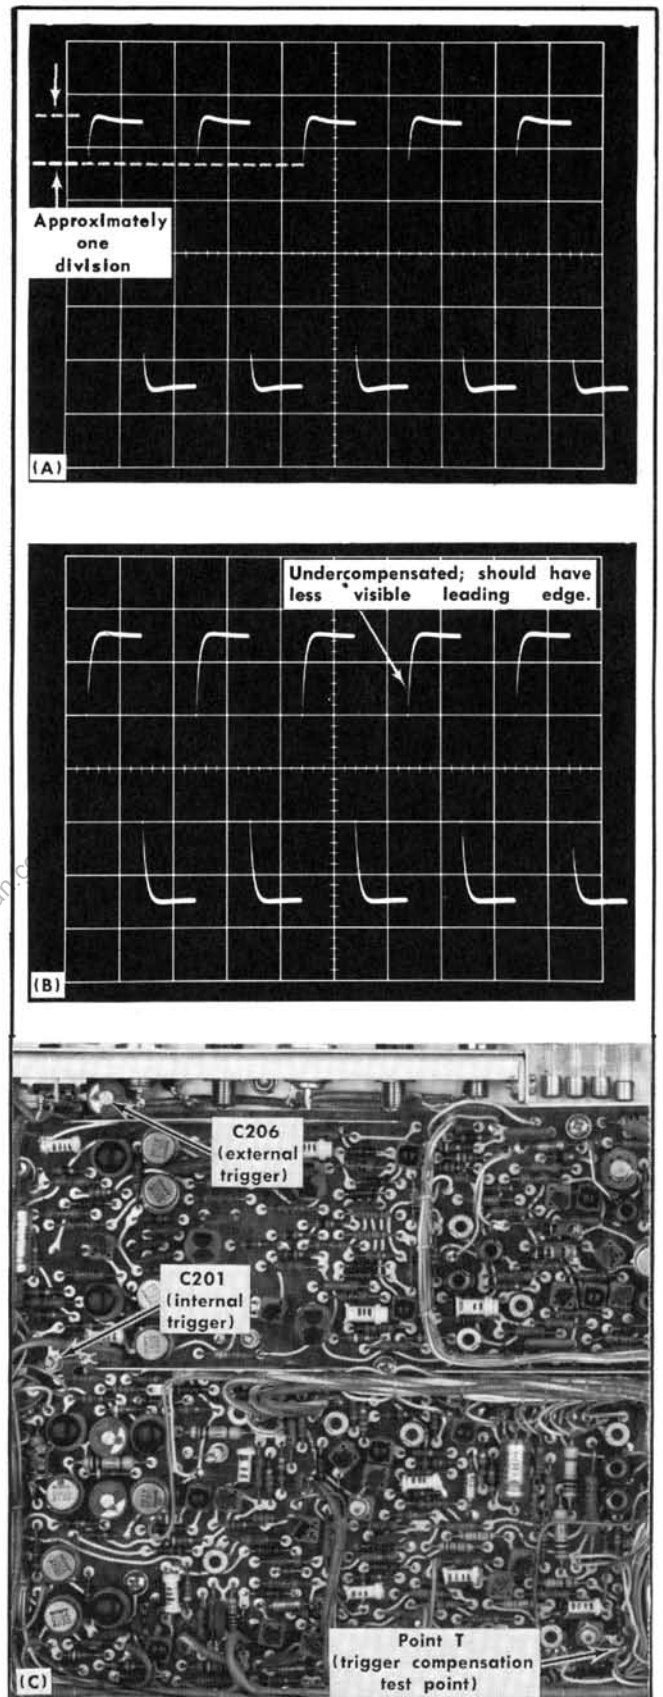 Approximately
one
division
(A)
Undercompensated; should have
less visible leading edge.
(B)
C206
(external
trigger)
C201
(internal
trigger)
Point T
(trigger compensation
test point)
(C)